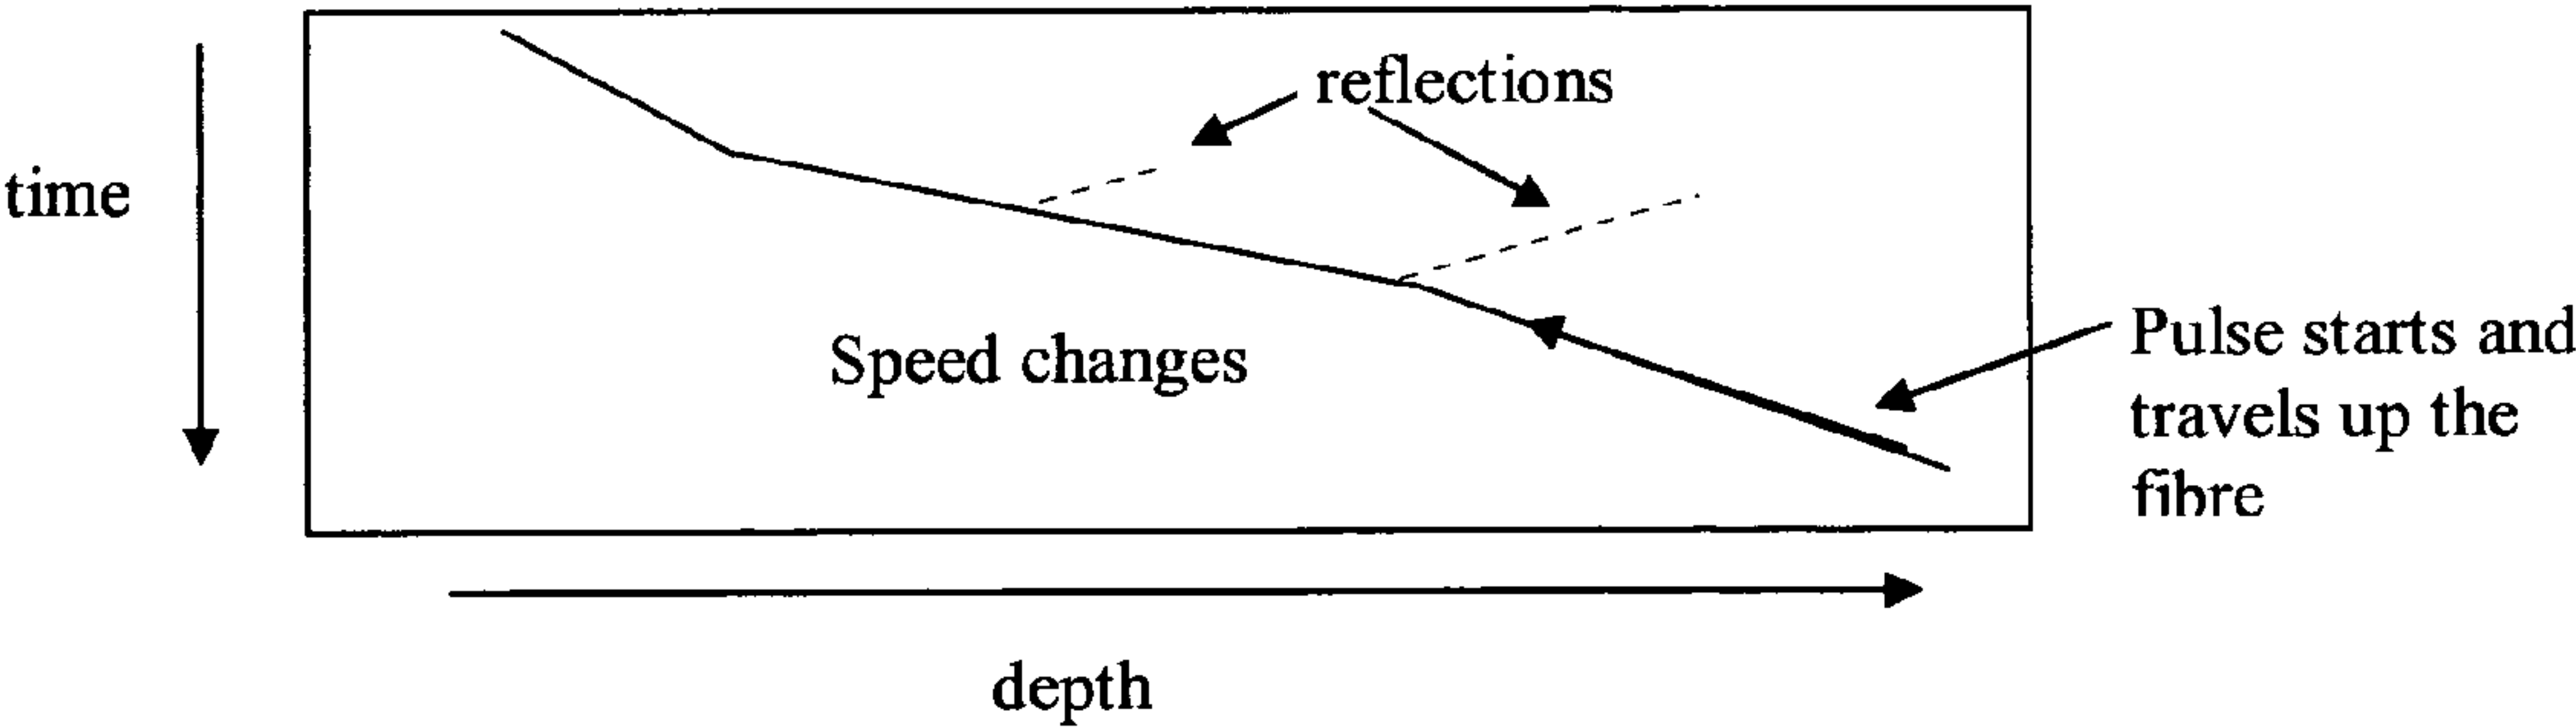 reflections
time
Speed changes
Pulse starts and
travels up the
fibre
depth